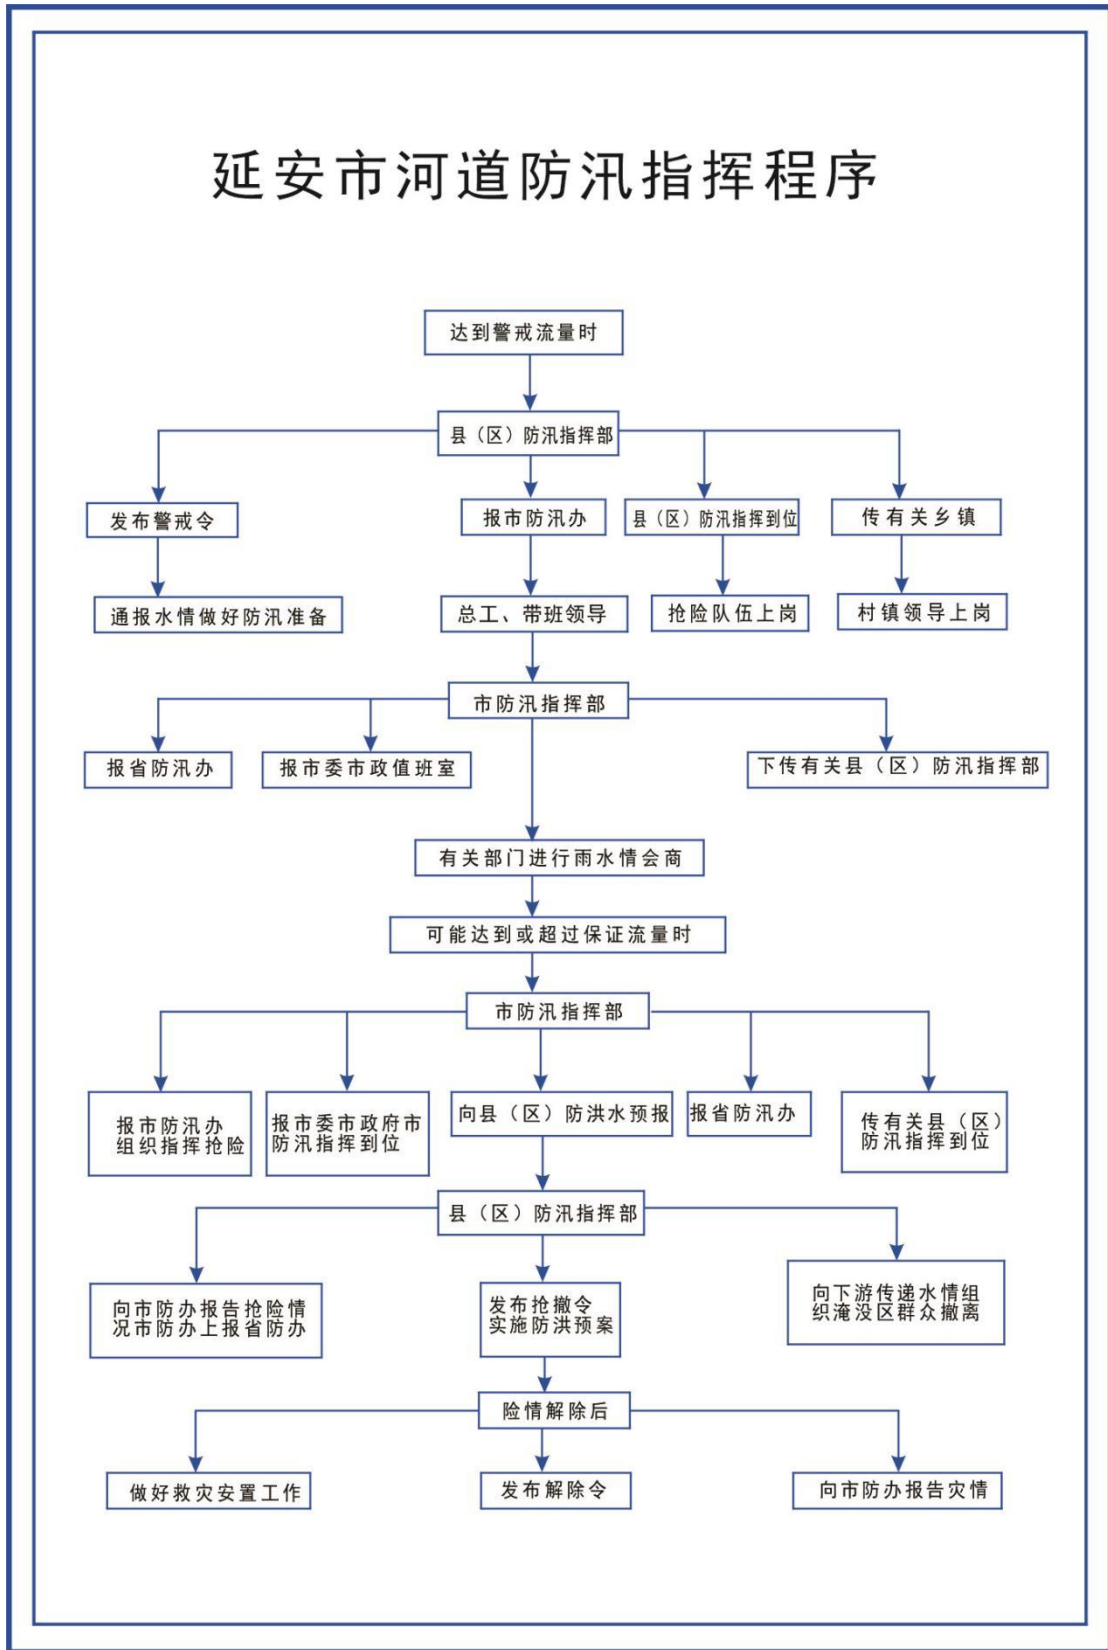 延安市河道防汛指挥程序
达到警戒流量时
县（区）防汛指挥部
发布警戒令
报市防汛办
县（区）防汛指挥到位
传有关乡镇
通报水情做好防汛准备
总工、带班领导
抢险队伍上岗
村镇领导上岗
市防汛指挥部
报省防汛办
报市委市政值班室
下传有关县（区）防汛指挥部
有关部门进行雨水情会商
可能达到或超过保证流量时
市防汛指挥部
报市防汛办
组织指挥抢险
报市委市政府市
防汛指挥到位
向县（区）防洪水预报
报省防汛办
传有关县（区）
防汛指挥到位
县（区）防汛指挥部
向市防办报告抢险情
况市防办上报省防办
发布抢撤令
实施防洪预案
向下游传递水情组
织淹没区群众撤离
险情解除后
做好救灾安置工作
发布解除令
向市防办报告灾情